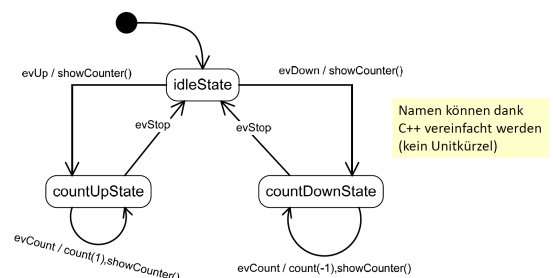 evUp / showCounter()
evDown / showCounter()
idleState
Namen können dank
C++ vereinfacht werden
(kein Unitkürzel)
evStop
evStop
countUpState
countDownState
evCount / count(1),showCounter()
evCount / count(-1),showCounter()